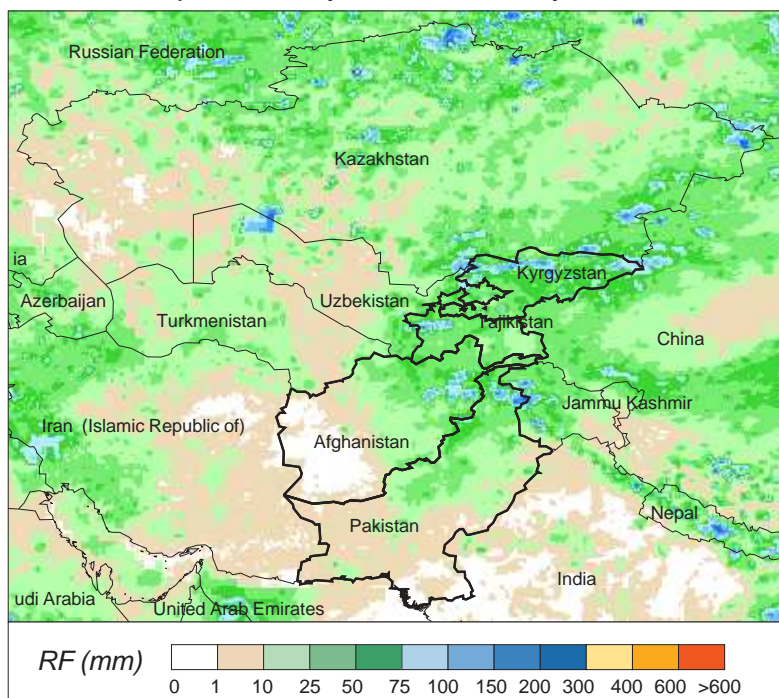 Russian Federation
Kazakhstan
ia
Kyrgyzstan
Azerbaijan
Uzbekistan
Turkmenistan
Tajikistan
China
Jammu Kashmir
Iran (Islamic Republic of)
Afghanistan
Nepal
Pakistan
India
udi Arabia
United Arab Emirates
RF (mm)
0 1 10 25 50 75 100 150 200 300 400 600 >600